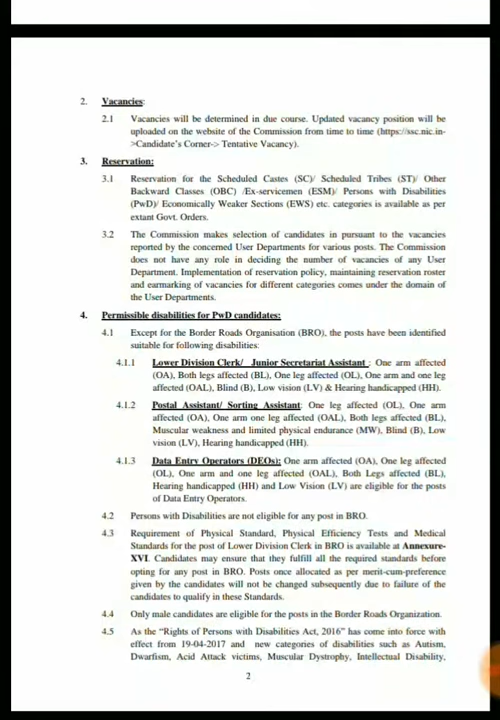 2. Vacancies:
2.1 Vacancies will be determined in due course. Updated vacancy position will be
uploaded on the website of the Commission from time to time (https://ssc.nic.in-
>Candidate's Corner-> Tentative Vacancy).
3. Reservation:
3.1 Reservation for the Scheduled Castes (SC)/ Scheduled Tribes (ST)/ Other
Backward Classes (OBC) /Ex-servicemen (ESM)/ Persons with Disabilities
(PwD)/ Economically Weaker Sections (EWS) etc. categories is available as per
extant Govt. Orders.
3.2 The Commission makes selection of candidates in pursuant to the vacancies
reported by the concerned User Departments for various posts. The Commission
does not have any role in deciding the number of vacancies of any User
Department. Implementation of reservation policy, maintaining reservation roster
and earmarking of vacancies for different categories comes under the domain of
the User Departments.
4. Permissible disabilities for PwD candidates:
4.1 Except for the Border Roads Organisation (BRO), the posts have been identified
suitable for following disabilities:
4.1.1 Lower Division Clerk/ Junior Secretariat Assistant : One arm affected
(OA), Both legs affected (BL), One leg affected (OL), One arm and one leg
affected (OAL), Blind (B), Low vision (LV) & Hearing handicapped (HH).
4.1.2 Postal Assistant/ Sorting Assistant: One leg affected (OL), One arm
affected (OA), One arm one leg affected (OAL), Both legs affected (BL),
Muscular weakness and limited physical endurance (MW), Blind (B), Low
vision (LV), Hearing handicapped (HH).
4.1.3 Data Entry Operators (DEOs): One arm affected (OA), One leg affected
(OL), One arm and one leg affected (OAL), Both Legs affected (BL),
Hearing handicapped (HH) and Low Vision (LV) are eligible for the posts
of Data Entry Operators.
4.2 Persons with Disabilities are not eligible for any post in BRO.
4.3 Requirement of Physical Standard, Physical Efficiency Tests and Medical
Standards for the post of Lower Division Clerk in BRO is available at Annexure-
XVI. Candidates may ensure that they fulfill all the required standards before
opting for any post in BRO. Posts once allocated as per merit-cum-preference
given by the candidates will not be changed subsequently due to failure of the
candidates to qualify in these Standards.
4.4 Only male candidates are eligible for the posts in the Border Roads Organization.
4.5 As the "Rights of Persons with Disabilities Act, 2016" has come into force with
effect from 19-04-2017 and new categories of disabilities such as Autism,
Dwarfism, Acid Attack victims, Muscular Dystrophy, Intellectual Disability,
2